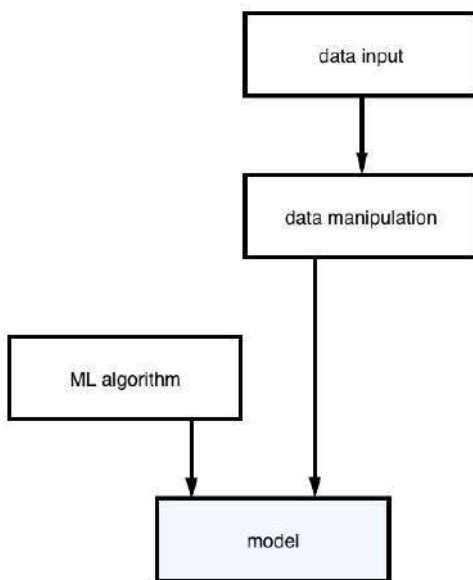 data input
data manipulation
ML algorithm
model